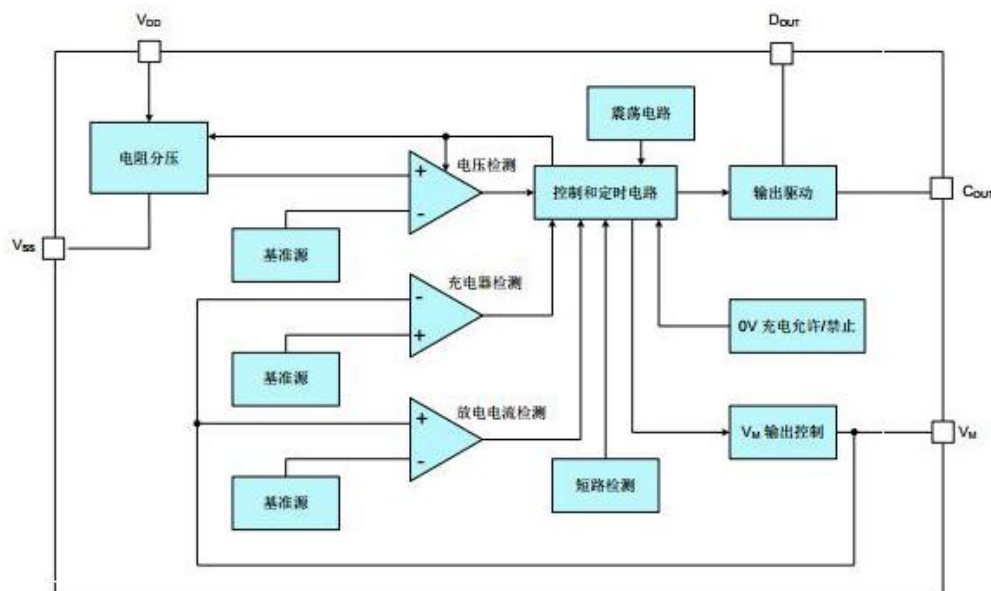 VDD
DOUT
震荡电路
电阻分压
电压检测
+
-
控制和定时电路
输出驱动
COUT
VSS
基准源
充电器检测
-
+
0V 充电允许/禁止
基准源
放电电流检测
+
-
VM 输出控制
VM
短路检测
基准源